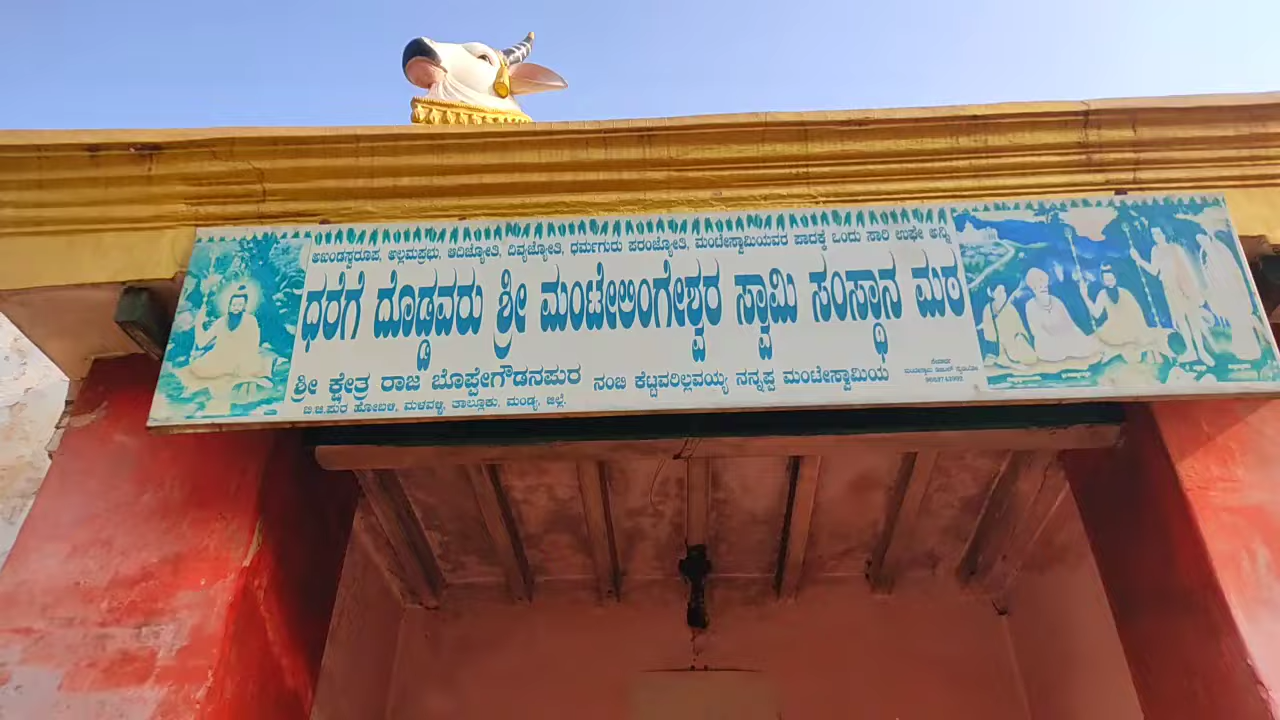 ಅಖಂಡಸ್ವರೂಪ, ಅಲ್ಲಮಪ್ರಭು, ಆದಿಜ್ಯೋತಿ, ದಿವ್ಯಜ್ಯೋತಿ, ಧರ್ಮಗುರು ಪರಂಜ್ಯೋತಿ, ಮಂಟೇಸ್ವಾಮಿಯವರ ಪಾದಕ್ಕೆ ಒಂದು ಸಾರಿ ಉಘೇ ಅನ್ನಿ
ಧರೆಗೆ ದೊಡ್ಡವರು ಶ್ರೀ ಮಂಟೇಲಿಂಗೇಶ್ವರ ಸ್ವಾಮಿ ಸಂಸ್ಥಾನ ಮಠ
ಶ್ರೀ ಕ್ಷೇತ್ರ ರಾಜ ಬೊಪ್ಪೇಗೌಡನಪುರ ನಂಬಿ ಕೆಟ್ಟವರಿಲ್ಲವಯ್ಯ ನನ್ನಪ್ಪ ಮಂಟೇಸ್ವಾಮಿಯ
ಬಿ.ಜಿ.ಪುರ ಹೋಬಳಿ, ಮಳವಳ್ಳಿ, ತಾಲ್ಲೂಕು, ಮಂಡ್ಯ, ಜಿಲ್ಲೆ.